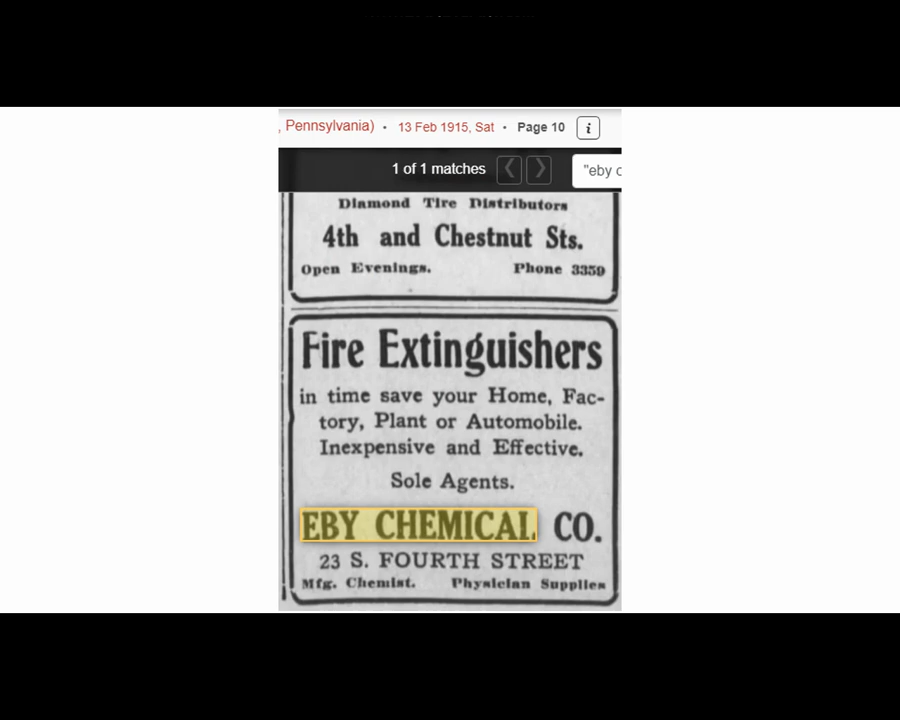 , Pennsylvania) • 13 Feb 1915, Sat • Page 10 i
1 of 1 matches "eby c
Diamond Tire Distributors
4th and Chestnut Sts.
Open Evenings. Phone 3359
Fire Extinguishers
in time save your Home, Fac-
tory, Plant or Automobile.
Inexpensive and Effective.
Sole Agents.
EBY CHEMICAL CO.
23 S. FOURTH STREET
Mfg. Chemist. Physician Supplies